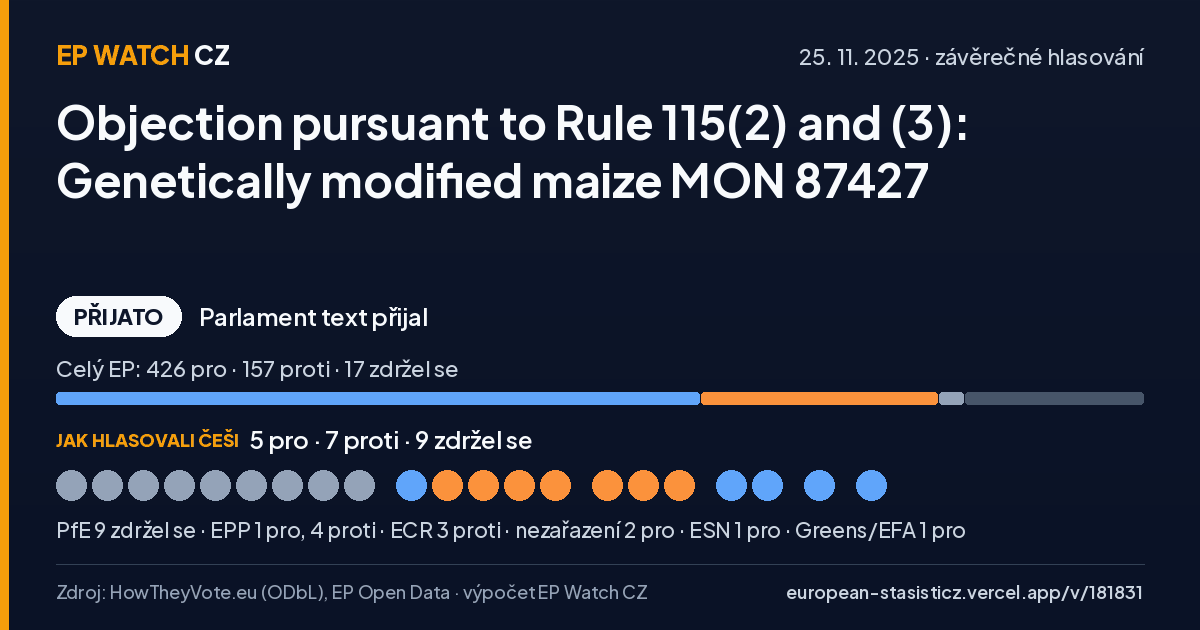 EP WATCH CZ
25. 11. 2025 · závěrečné hlasování
Objection pursuant to Rule 115(2) and (3):
Genetically modified maize MON 87427
PŘIJATO Parlament text přijal
Celý EP: 426 pro · 157 proti · 17 zdržel se
JAK HLASOVALI ČEŠI 5 pro · 7 proti · 9 zdržel se
PfE 9 zdržel se · EPP 1 pro, 4 proti · ECR 3 proti · nezařazení 2 pro · ESN 1 pro · Greens/EFA 1 pro
Zdroj: HowTheyVote.eu (ODbL), EP Open Data · výpočet EP Watch CZ
european-stasisticz.vercel.app/v/181831